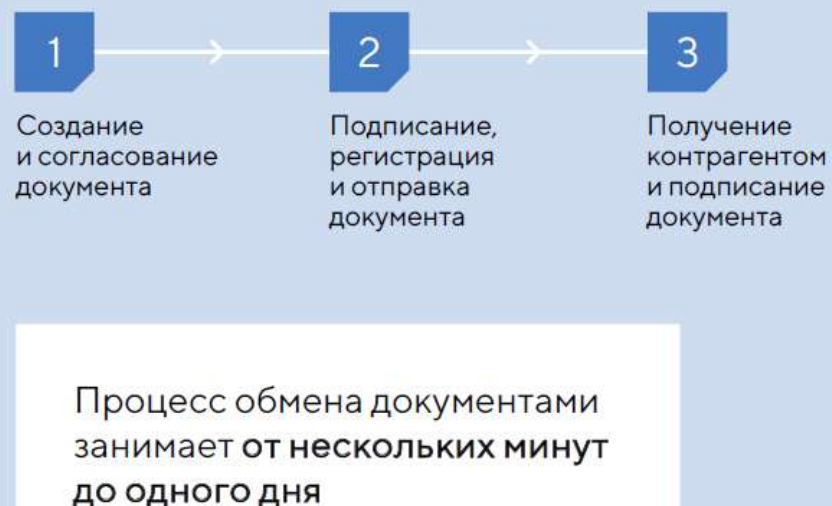 1
2
3
Создание
и согласование
документа
Подписание,
регистрация
и отправка
документа
Получение
контрагентом
и подписание
документа
Процесс обмена документами
занимает от нескольких минут
до одного дня